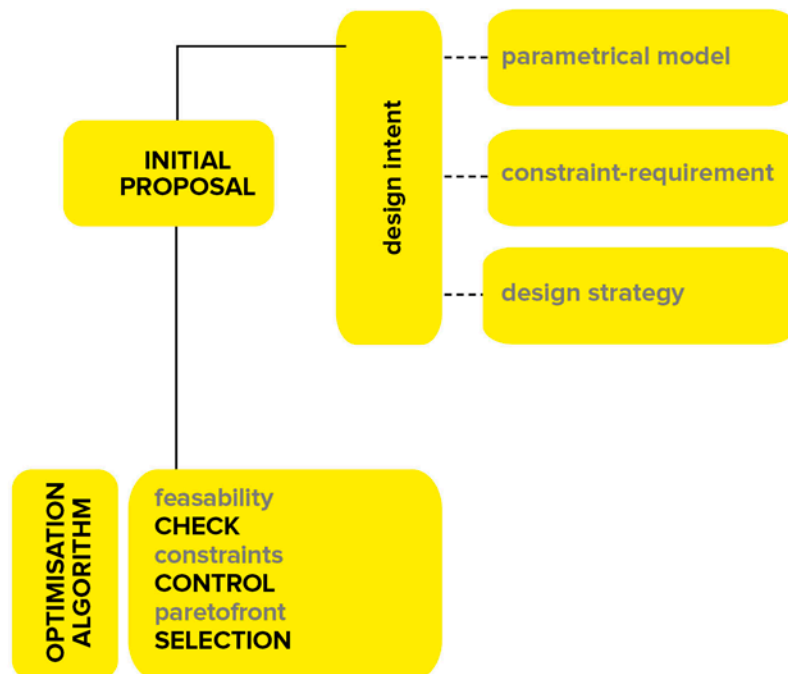 parametrical model
INITIAL
PROPOSAL
design intent
constraint-requirement
design strategy
OPTIMISATION
ALGORITHM
feasability
CHECK
constraints
CONTROL
paretofront
SELECTION